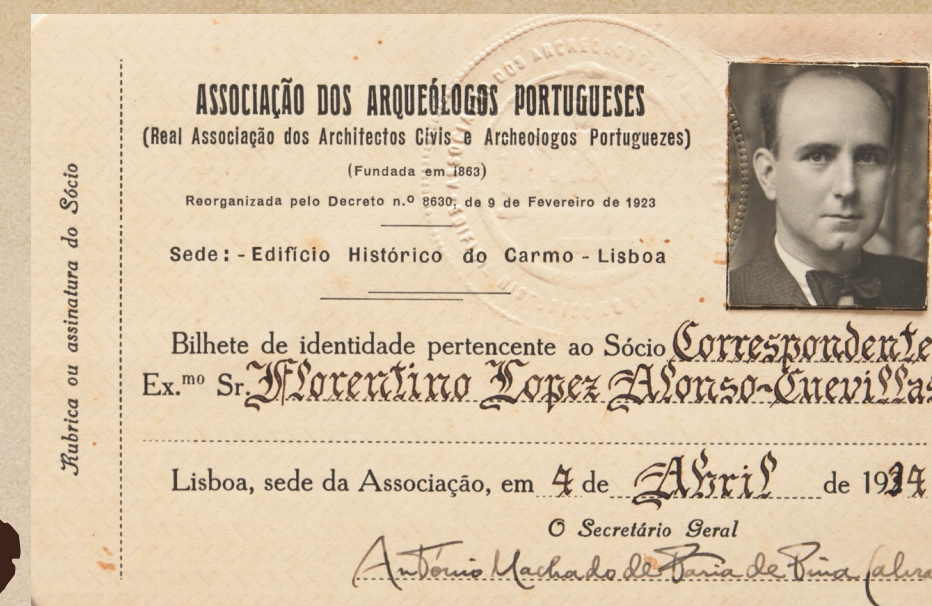 ASSOCIAÇÃO DOS ARQUEÓLOGOS PORTUGUESES
(Real Associação dos Architectos Civis e Archeologos Portuguezes)
(Fundada em 1863)
Reorganizada pelo Decreto n.º 8630, de 9 de Fevereiro de 1923
Sede: - Edifício Histórico do Carmo - Lisboa
Bilhete de identidade pertencente ao Sócio Correspondente
Ex.mo Sr. Florentino Lopez Alonso-Cuevillas
Lisboa, sede da Associação, em 4 de Abril de 1934
O Secretário Geral
António Machado de Faria de Pina Cabra
Rubrica ou assinatura do Sócio